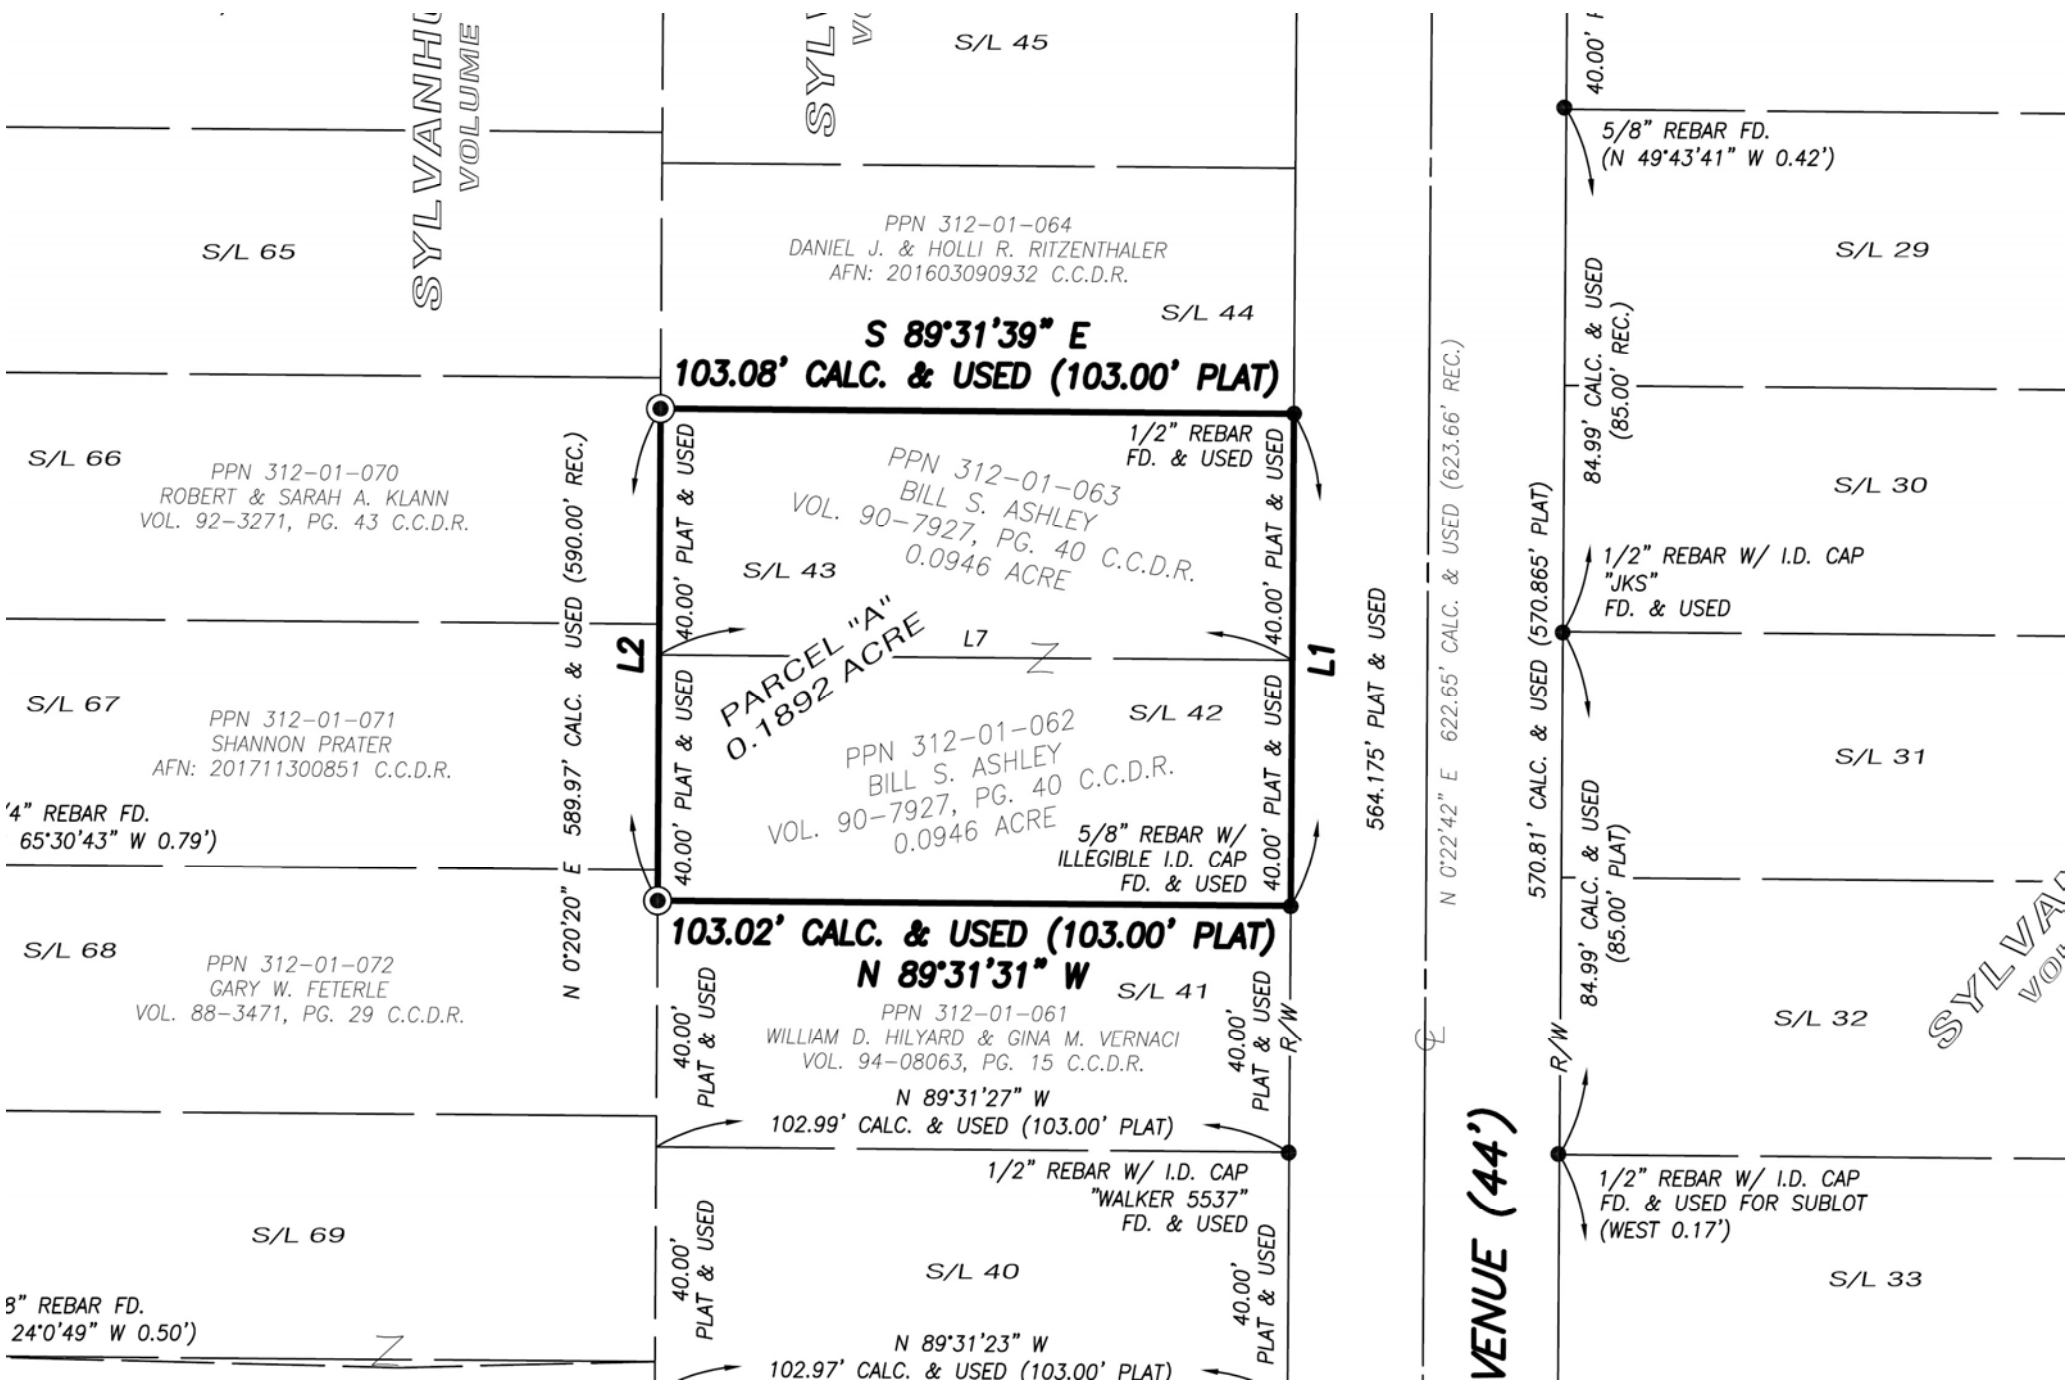 SYLVANHU
VOLUME
SYLV
S/L 45
40.00'
5/8" REBAR FD.
(N 49°43'41" W 0.42')
S/L 65
PPN 312-01-064
DANIEL J. & HOLLI R. RITZENTHALER
AFN: 201603090932 C.C.D.R.
S/L 44
S/L 29
S 89°31'39" E
103.08' CALC. & USED (103.00' PLAT)
84.99' CALC. & USED
(85.00' REC.)
S/L 66
PPN 312-01-070
ROBERT & SARAH A. KLANN
VOL. 92-3271, PG. 43 C.C.D.R.
N 0°20'20" E 589.97' CALC. & USED (590.00' REC.)
40.00' PLAT & USED
1/2" REBAR
FD. & USED
40.00' PLAT & USED
PPN 312-01-063
BILL S. ASHLEY
VOL. 90-7927, PG. 40 C.C.D.R.
0.0946 ACRE
S/L 43
N 0°22'42" E 622.65' CALC. & USED (623.66' REC.)
570.81' CALC. & USED (570.865' PLAT)
S/L 30
1/2" REBAR W/ I.D. CAP
"JKS"
FD. & USED
L2
PARCEL "A"
0.1892 ACRE
L7
Z
L1
564.175' PLAT & USED
S/L 67
PPN 312-01-071
SHANNON PRATER
AFN: 201711300851 C.C.D.R.
40.00' PLAT & USED
S/L 42
40.00' PLAT & USED
PPN 312-01-062
BILL S. ASHLEY
VOL. 90-7927, PG. 40 C.C.D.R.
0.0946 ACRE
5/8" REBAR W/
ILLEGIBLE I.D. CAP
FD. & USED
S/L 31
/4" REBAR FD.
65°30'43" W 0.79')
84.99' CALC. & USED
(85.00' PLAT)
103.02' CALC. & USED (103.00' PLAT)
N 89°31'31" W
S/L 68
PPN 312-01-072
GARY W. FETERLE
VOL. 88-3471, PG. 29 C.C.D.R.
40.00'
PLAT & USED
S/L 41
PPN 312-01-061
WILLIAM D. HILYARD & GINA M. VERNACI
VOL. 94-08063, PG. 15 C.C.D.R.
40.00'
PLAT & USED
R/W
R/W
S/L 32
SYLVAN
VOL
N 89°31'27" W
102.99' CALC. & USED (103.00' PLAT)
1/2" REBAR W/ I.D. CAP
"WALKER 5537"
FD. & USED
VENUE (44')
1/2" REBAR W/ I.D. CAP
FD. & USED FOR SUBLOT
(WEST 0.17')
S/L 69
40.00'
PLAT & USED
S/L 40
40.00'
PLAT & USED
S/L 33
8" REBAR FD.
24°0'49" W 0.50')
Z
N 89°31'23" W
102.97' CALC. & USED (103.00' PLAT)